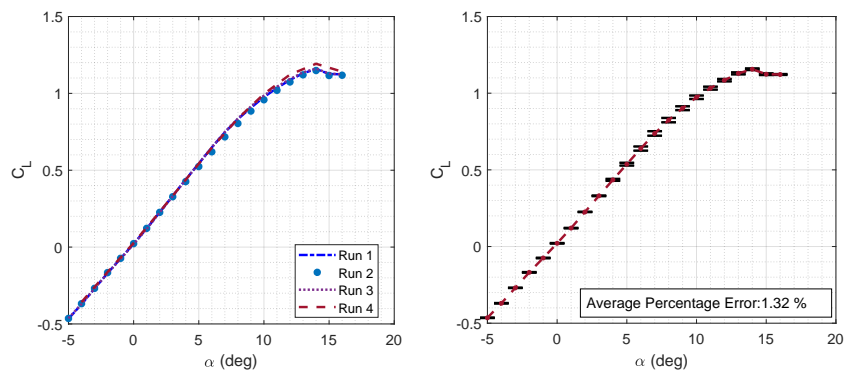 1.5
1
0.5
0
-0.5
C_L
-5 0 5 10 15 20
α (deg)
Run 1
Run 2
Run 3
Run 4
1.5
1
0.5
0
-0.5
C_L
-5 0 5 10 15 20
α (deg)
Average Percentage Error:1.32 %